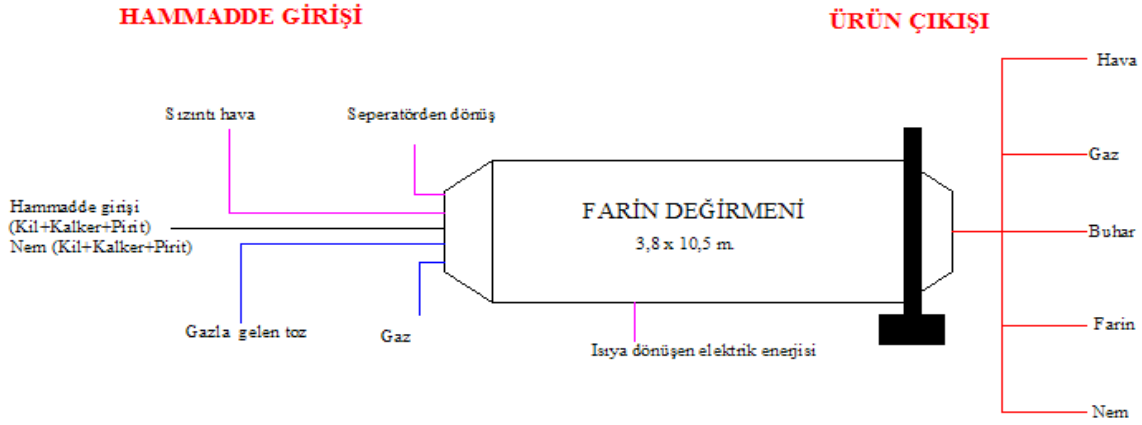 HAMMADDE GİRİŞİ
ÜRÜN ÇIKIŞI
Hava
Sızıntı hava
Seperatörden dönüş
Gaz
Hammadde girişi
(Kil+Kalker+Pirit)
Nem (Kil+Kalker+Pirit)
FARİN DEĞİRMENİ
3,8 x 10,5 m.
Buhar
Gazla gelen toz
Gaz
Isıya dönüşen elektrik enerjisi
Farin
Nem